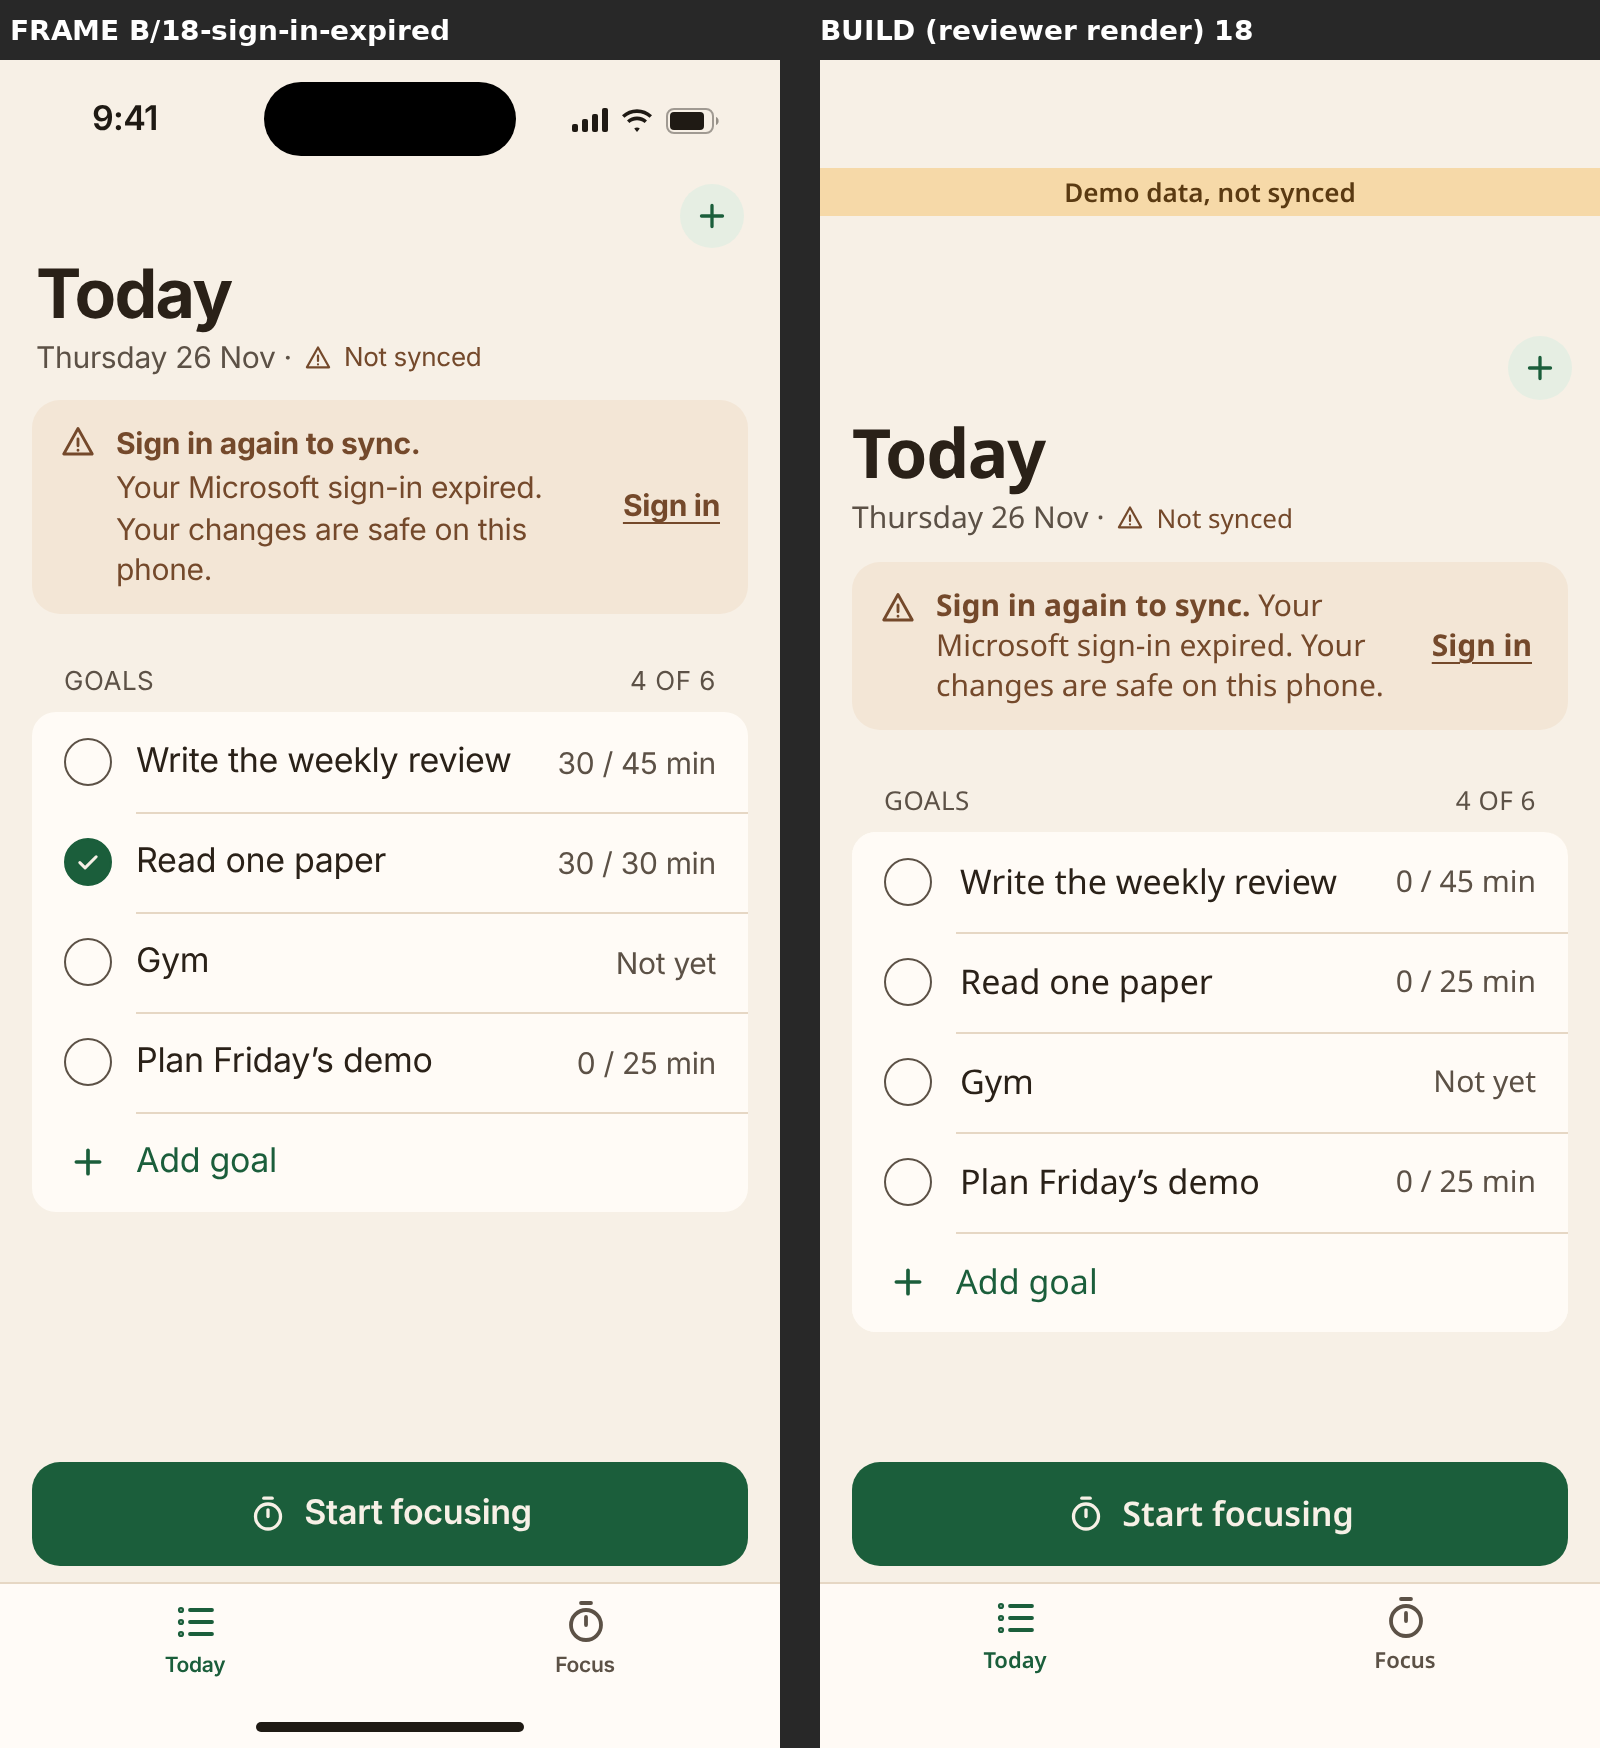 FRAME B/18-sign-in-expired
9:41
Today
Thursday 26 Nov · Not synced
Sign in again to sync.
Your Microsoft sign-in expired.
Your changes are safe on this
phone.
Sign in
GOALS 4 OF 6
Write the weekly review 30 / 45 min
Read one paper 30 / 30 min
Gym Not yet
Plan Friday’s demo 0 / 25 min
Add goal
Start focusing
Today Focus
BUILD (reviewer render) 18
Demo data, not synced
Today
Thursday 26 Nov · Not synced
Sign in again to sync. Your
Microsoft sign-in expired. Your
changes are safe on this phone.
Sign in
GOALS 4 OF 6
Write the weekly review 0 / 45 min
Read one paper 0 / 25 min
Gym Not yet
Plan Friday’s demo 0 / 25 min
Add goal
Start focusing
Today Focus